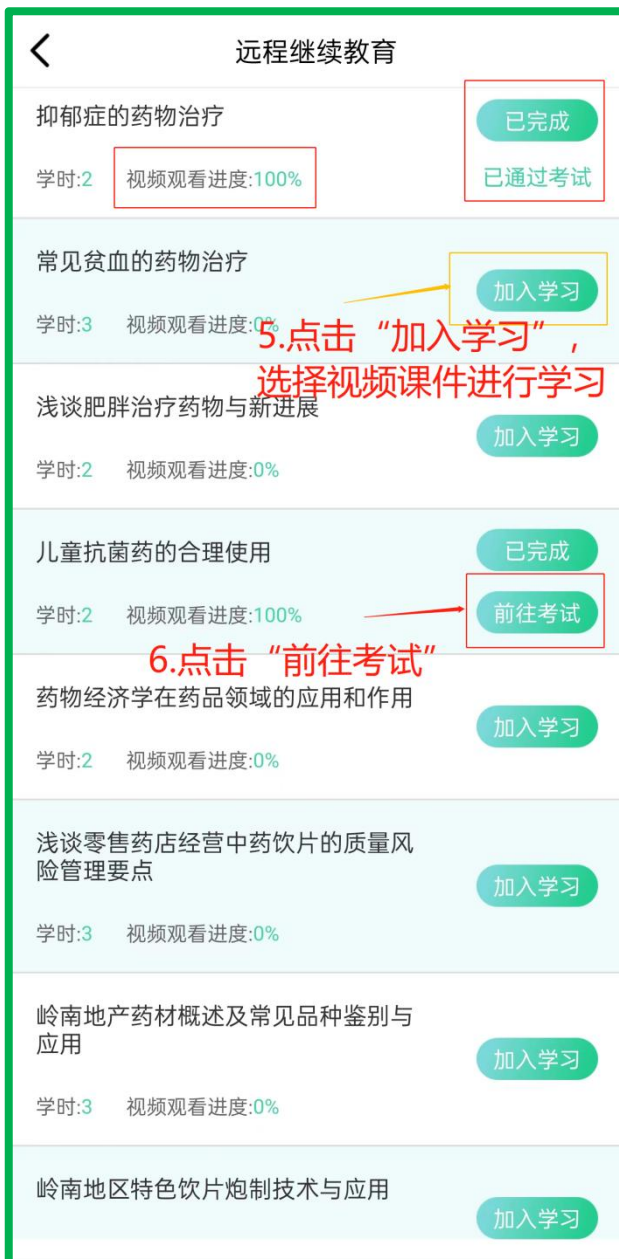 远程继续教育
抑郁症的药物治疗
已完成
学时:2 视频观看进度:100%
已通过考试
常见贫血的药物治疗
加入学习
学时:3 视频观看进度:0%
5.点击“加入学习”，
选择视频课件进行学习
浅谈肥胖治疗药物与新进展
加入学习
学时:2 视频观看进度:0%
儿童抗菌药的合理使用
已完成
学时:2 视频观看进度:100%
前往考试
6.点击“前往考试”
药物经济学在药品领域的应用和作用
加入学习
学时:2 视频观看进度:0%
浅谈零售药店经营中药饮片的质量风
险管理要点
加入学习
学时:3 视频观看进度:0%
岭南地产药材概述及常见品种鉴别与
应用
加入学习
学时:3 视频观看进度:0%
岭南地区特色饮片炮制技术与应用
加入学习